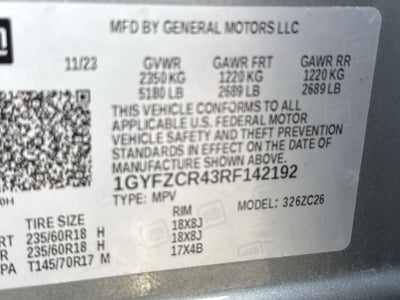 MFD BY GENERAL MOTORS LLC
11/23 GVWR GAWR FRT GAWR RR
2350 KG 1220 KG 1220 KG
5180 LB 2689 LB 2689 LB
THIS VEHICLE CONFORMS TO ALL
APPLICABLE U.S. FEDERAL MOTOR
VEHICLE SAFETY AND THEFT PREVENTION
STANDARDS IN EFFECT ON THE DATE OF
MANUFACTURE SHOWN ABOVE.
1GYFZCR43RF142192
TYPE: MPV MODEL: 326ZC26
TIRE SIZE RIM
RT 235/60R18 H 18X8J
235/60R18 H 18X8J
PA T145/70R17 M 17X4B